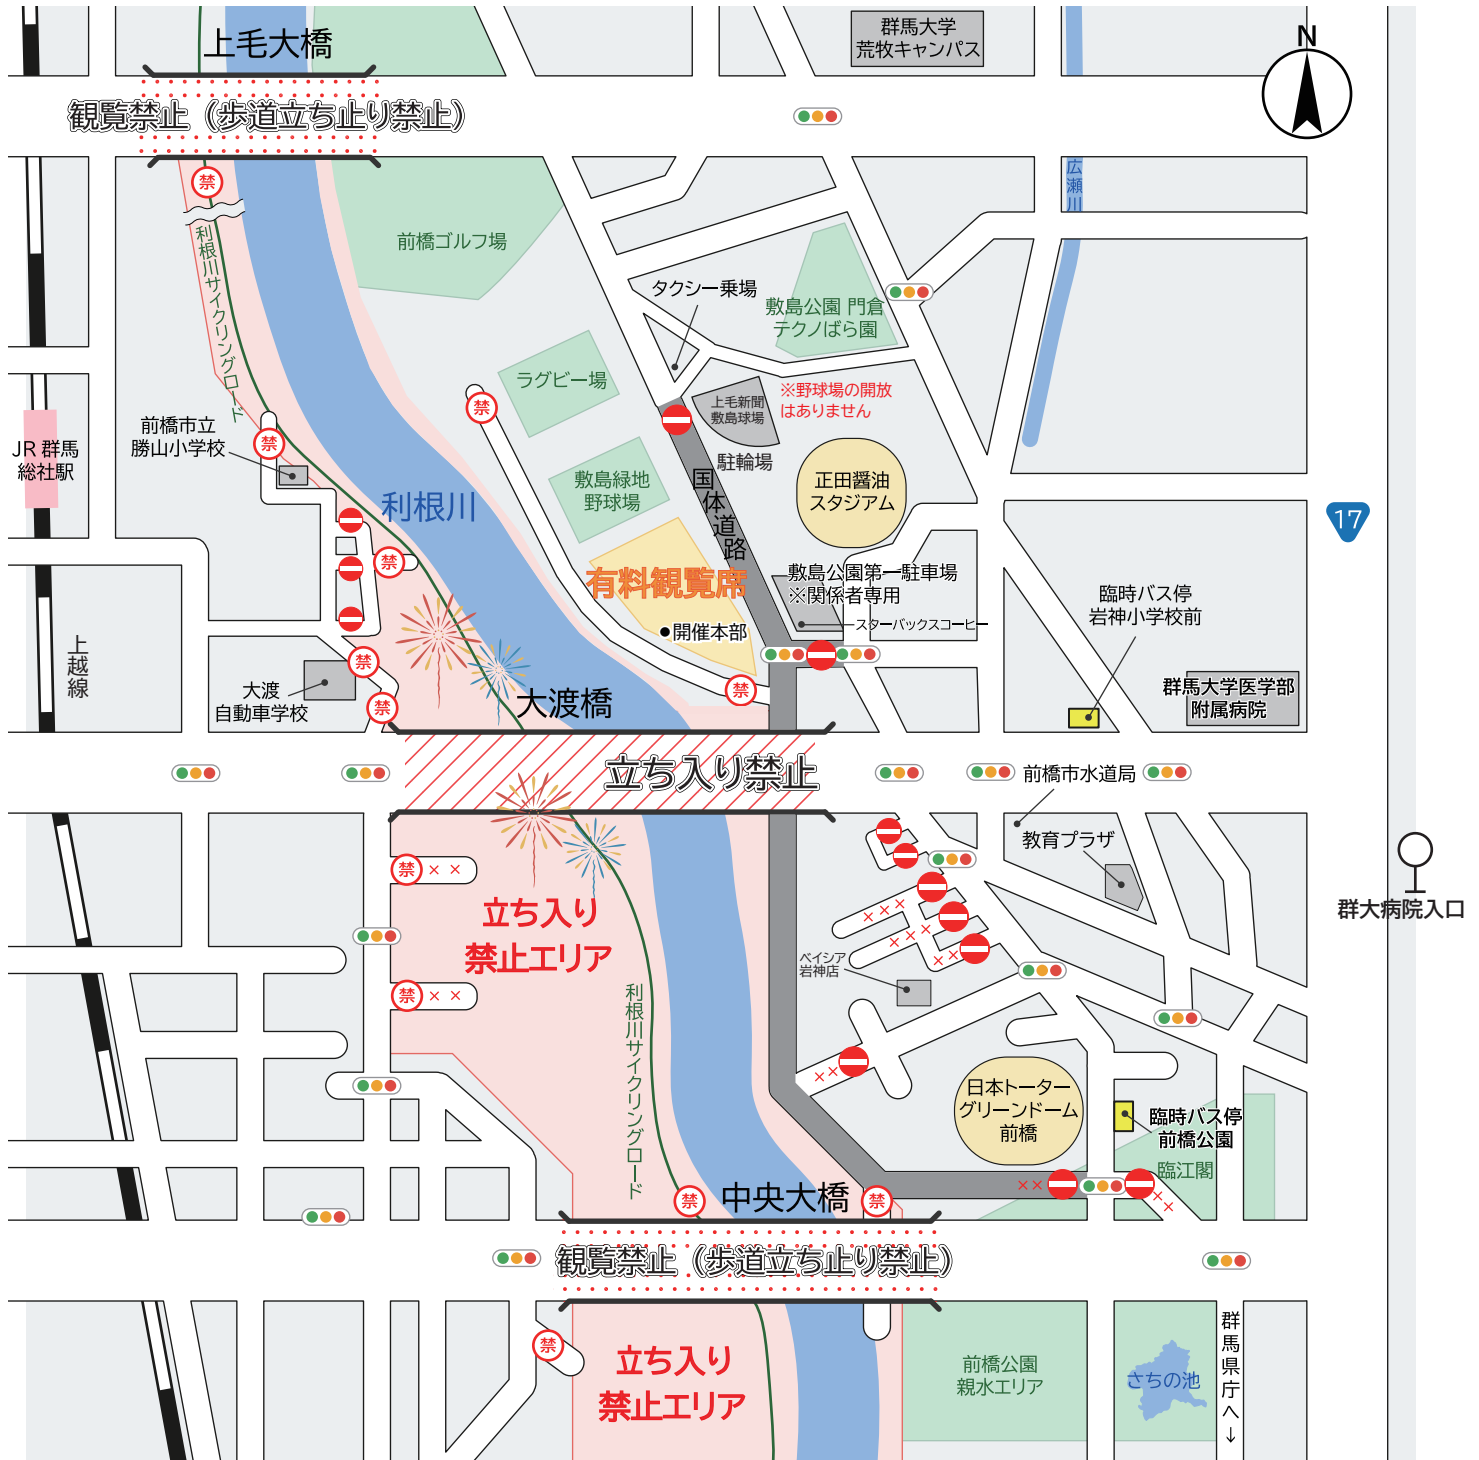 上毛大橋
群馬大学
荒牧キャンパス
N
観覧禁止（歩道立ち止り禁止）
禁
広瀬川
利根川サイクリングロード
前橋ゴルフ場
タクシー乗場
敷島公園 門倉
テクノばら園
ラグビー場
※野球場の開放
はありません
上毛新聞
敷島球場
禁
前橋市立
勝山小学校
禁
JR 群馬
総社駅
駐輪場
国体道路
敷島緑地
野球場
正田醤油
スタジアム
利根川
17
禁
有料観覧席
敷島公園第一駐車場
※関係者専用
臨時バス停
岩神小学校前
スターバックスコーヒー
開催本部
上越線
禁
大渡
自動車学校
禁
禁
大渡橋
群馬大学医学部
附属病院
立ち入り禁止
前橋市水道局
教育プラザ
禁
××
×××
×××
××
立ち入り
禁止エリア
群大病院入口
ベイシア
岩神店
禁
××
利根川サイクリングロード
××
日本トーター
グリーンドーム
前橋
臨時バス停
前橋公園
臨江閣
××
××
禁
中央大橋
禁
観覧禁止（歩道立ち止り禁止）
禁
立ち入り
禁止エリア
前橋公園
親水エリア
さちの池
群馬県庁へ↓